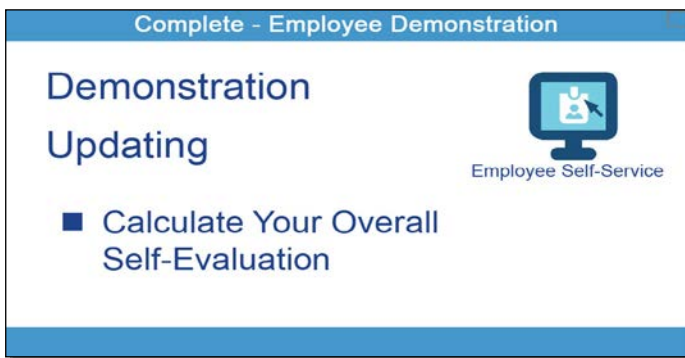 Complete - Employee Demonstration
Demonstration
Updating
Employee Self-Service
Calculate Your Overall
Self-Evaluation